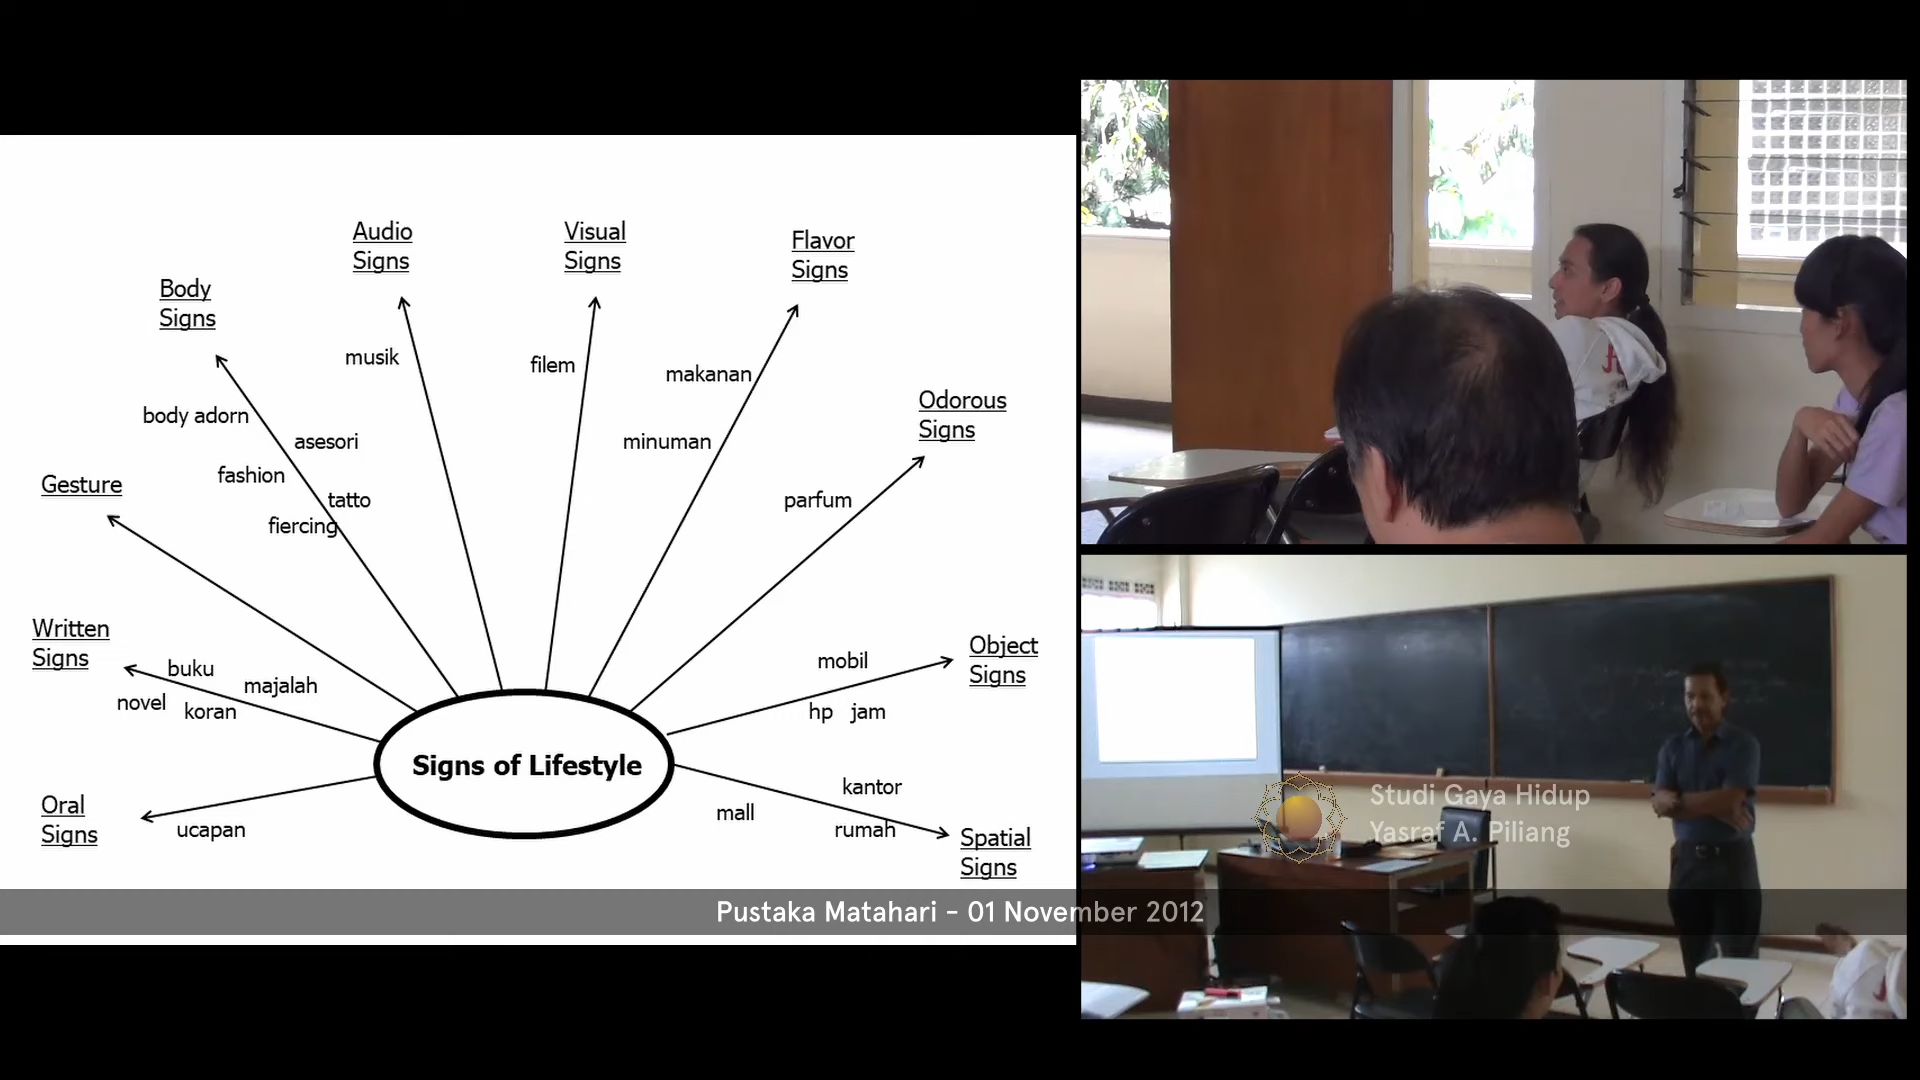 Audio
Signs
Visual
Signs
Flavor
Signs
Body
Signs
musik
filem
makanan
Odorous
Signs
body adorn
asesori
minuman
fashion
Gesture
tatto
parfum
fiercing
Written
Signs
buku
majalah
novel
koran
mobil
Object
Signs
hp jam
Signs of Lifestyle
Oral
Signs
ucapan
mall
kantor
rumah
Spatial
Signs
Studi Gaya Hidup
Yasraf A. Piliang
Pustaka Matahari - 01 November 2012